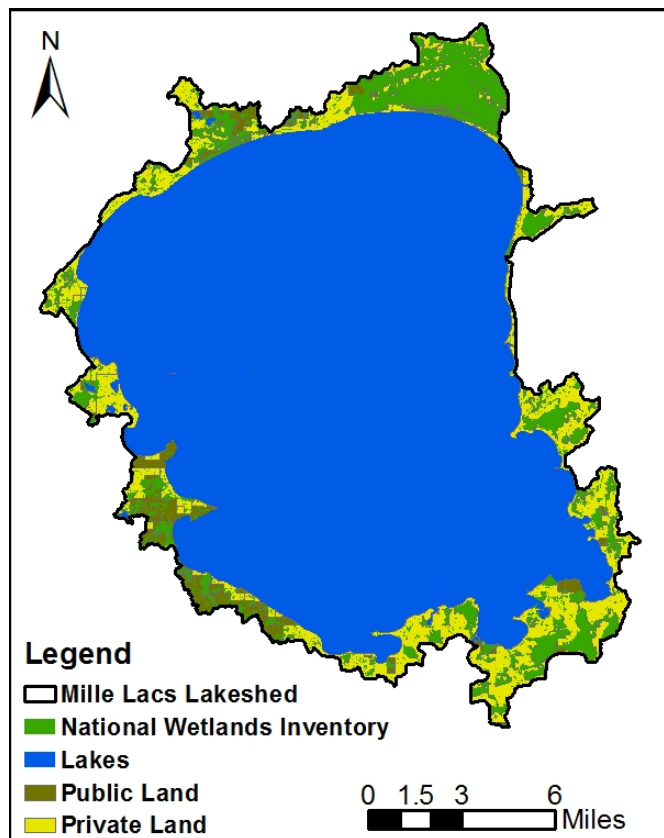 N
Legend
Mille Lacs Lakeshed
National Wetlands Inventory
Lakes
Public Land
Private Land
0 1.5 3 6
Miles